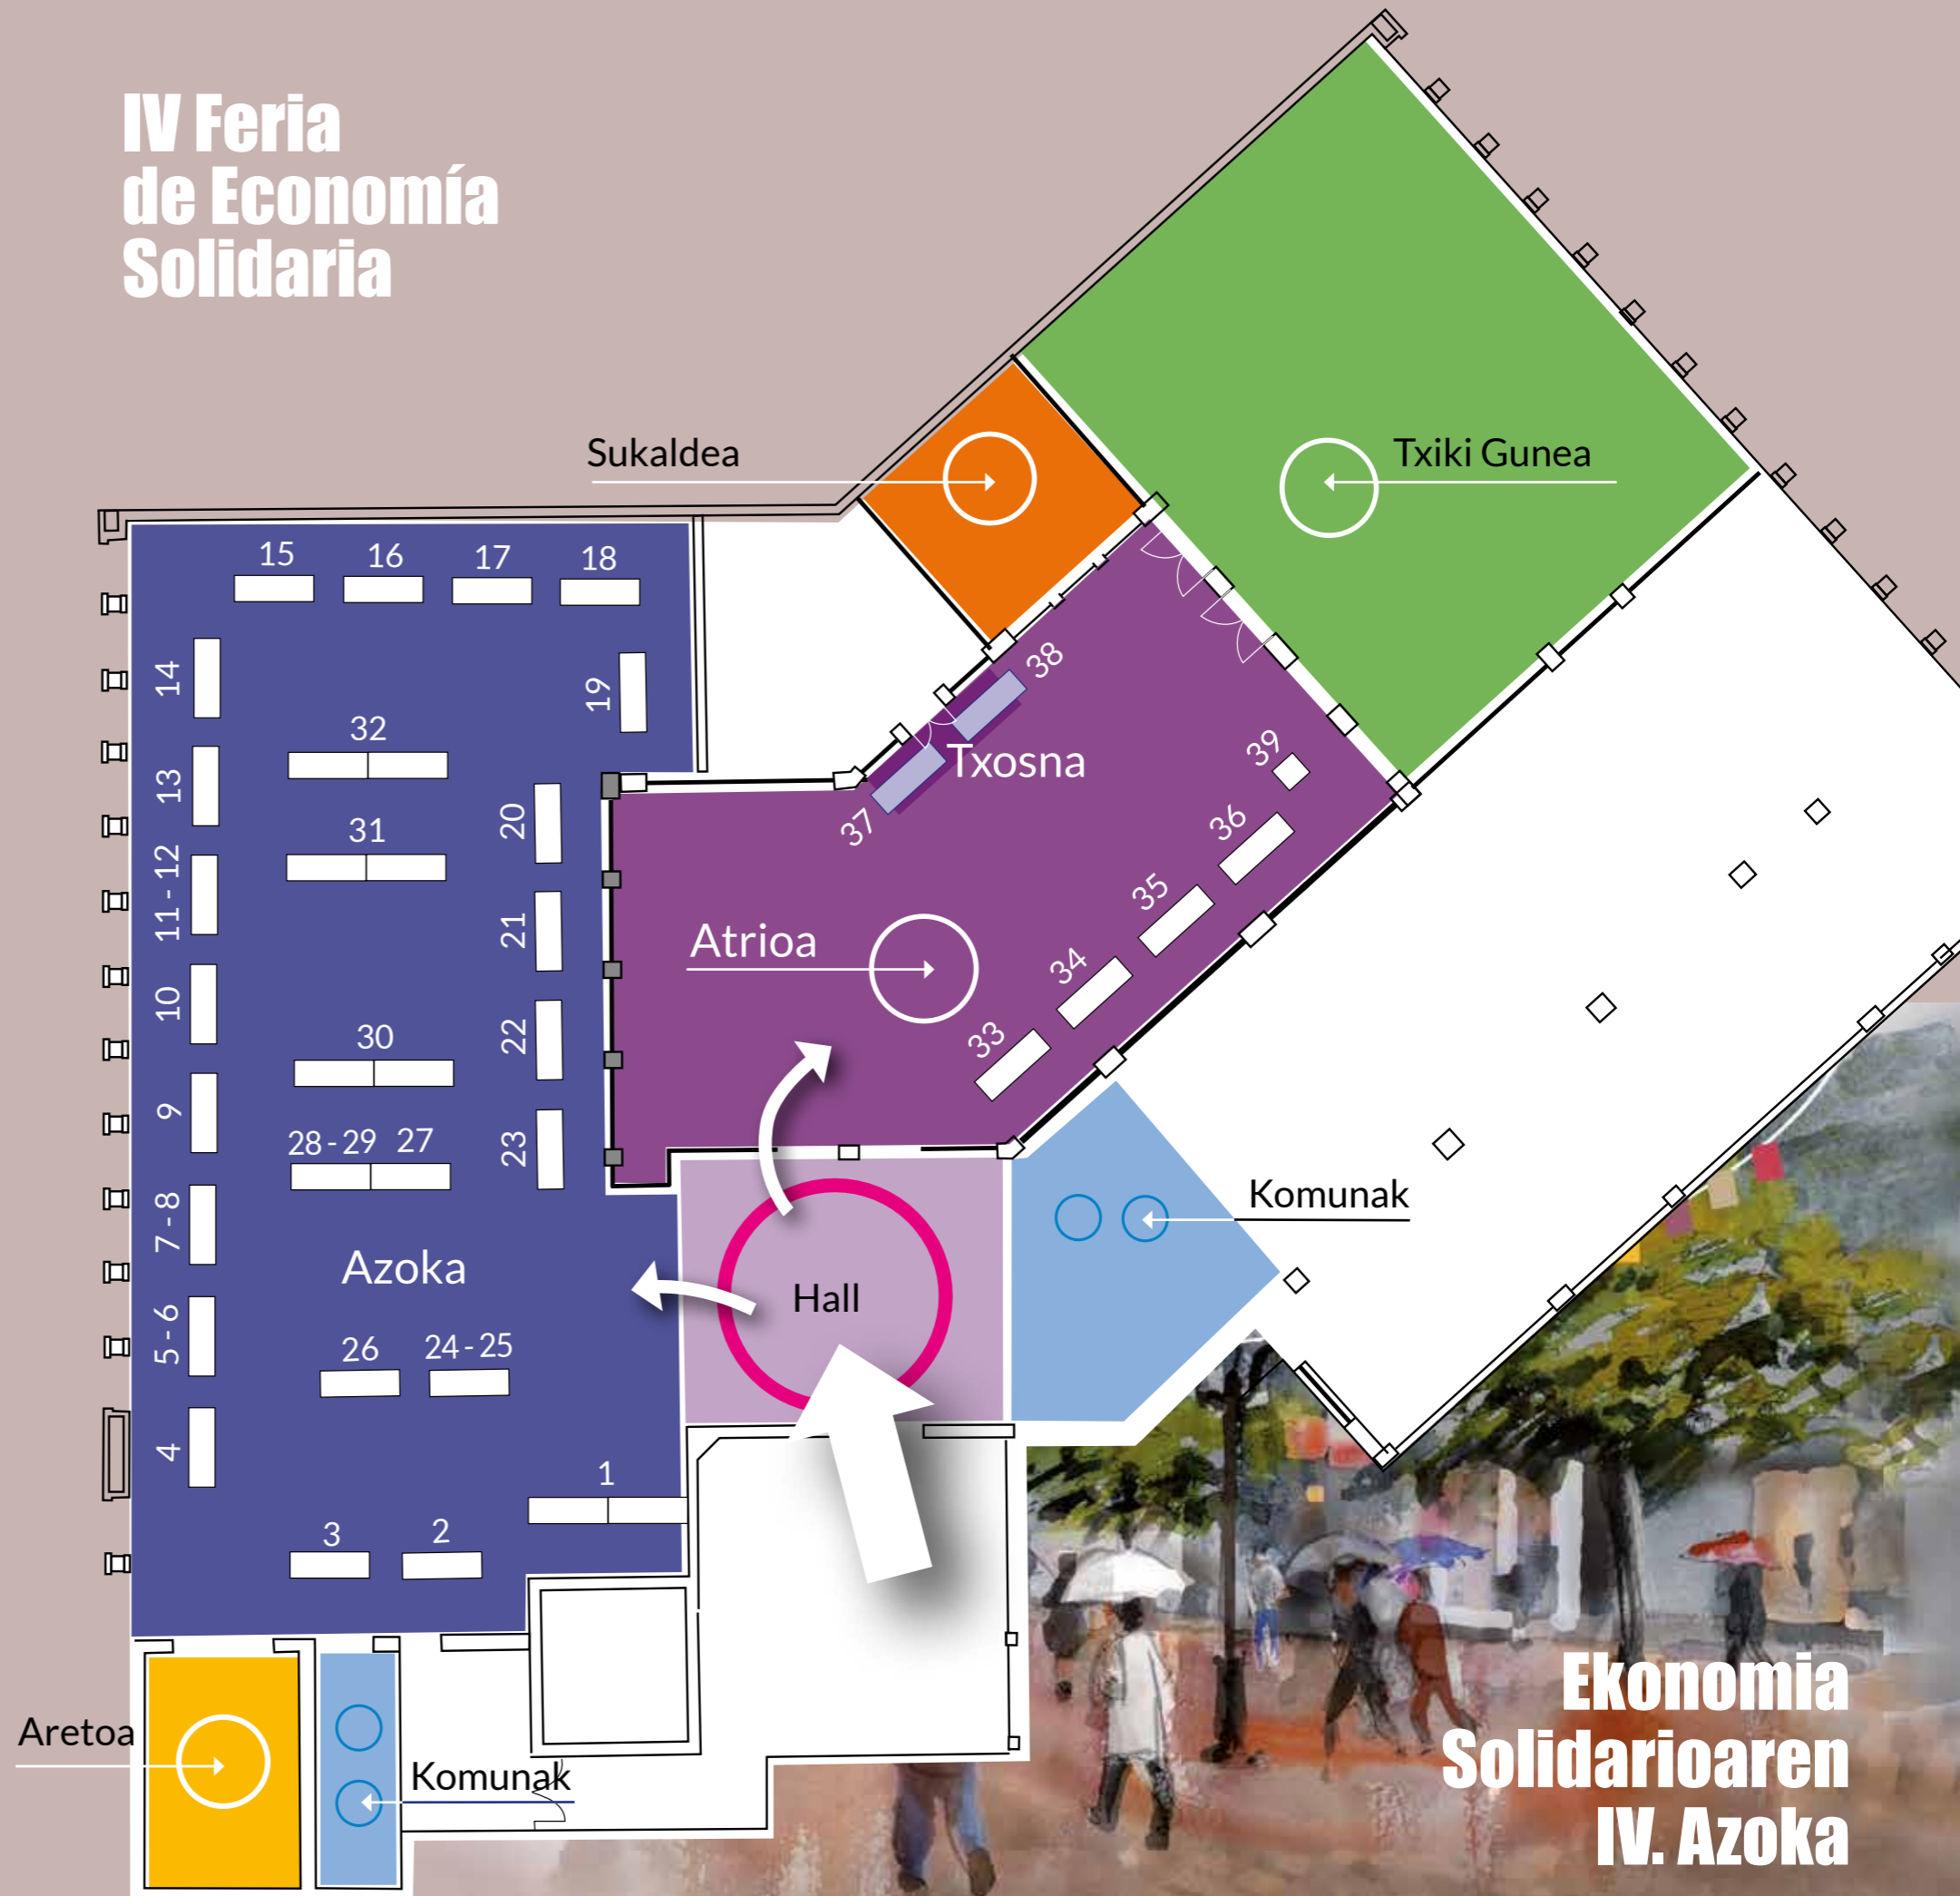 IV Feria
de Economía
Solidaria
Sukaldea
Txiki Gunea
15
16
17
18
14
19
38
32
Txosna
39
13
37
20
31
36
11 - 12
35
21
Atrioa
34
10
22
33
30
9
23
28 - 29
27
Komunak
7 - 8
Azoka
Hall
5 - 6
26
24 - 25
4
1
3
2
Aretoa
Komunak
Ekonomia
Solidarioaren
IV. Azoka